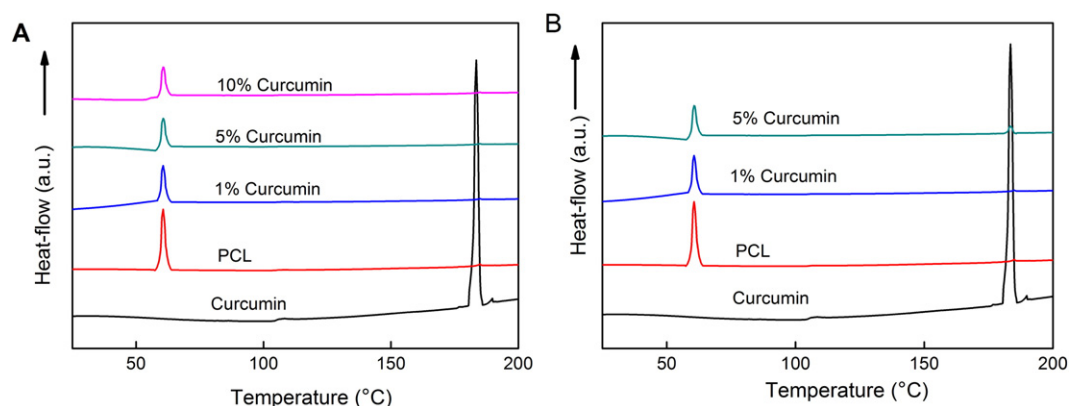 A
Heat-flow (a.u.)
10% Curcumin
5% Curcumin
1% Curcumin
PCL
Curcumin
50 100 150 200
Temperature (°C)
B
Heat-flow (a.u.)
5% Curcumin
1% Curcumin
PCL
Curcumin
50 100 150 200
Temperature (°C)